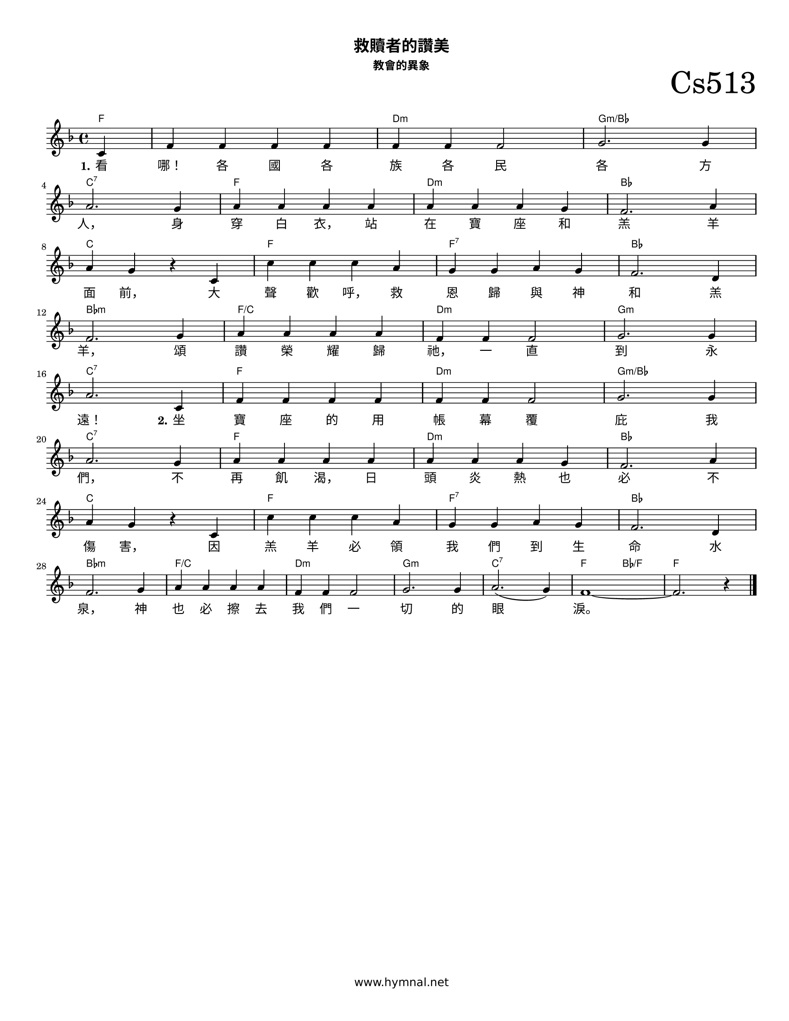 救贖者的讚美
教會的異象
Cs513
F Dm Gm/B♭
1. 看 哪！ 各 國 各 族 各 民 各 方
4 C7 F Dm B♭
人， 身 穿 白 衣， 站 在 寶 座 和 羔 羊
8 C F F7 B♭
面 前， 大 聲 歡 呼， 救 恩 歸 與 神 和 羔
12 B♭m F/C Dm Gm
羊， 頌 讚 榮 耀 歸 祂， 一 直 到 永
16 C7 F Dm Gm/B♭
遠！ 2. 坐 寶 座 的 用 帳 幕 覆 庇 我
20 C7 F Dm B♭
們， 不 再 飢 渴， 日 頭 炎 熱 也 必 不
24 C F F7 B♭
傷 害， 因 羔 羊 必 領 我 們 到 生 命 水
28 B♭m F/C Dm Gm C7 F B♭/F F
泉， 神 也 必 擦 去 我 們 一 切 的 眼 淚。
www.hymnal.net